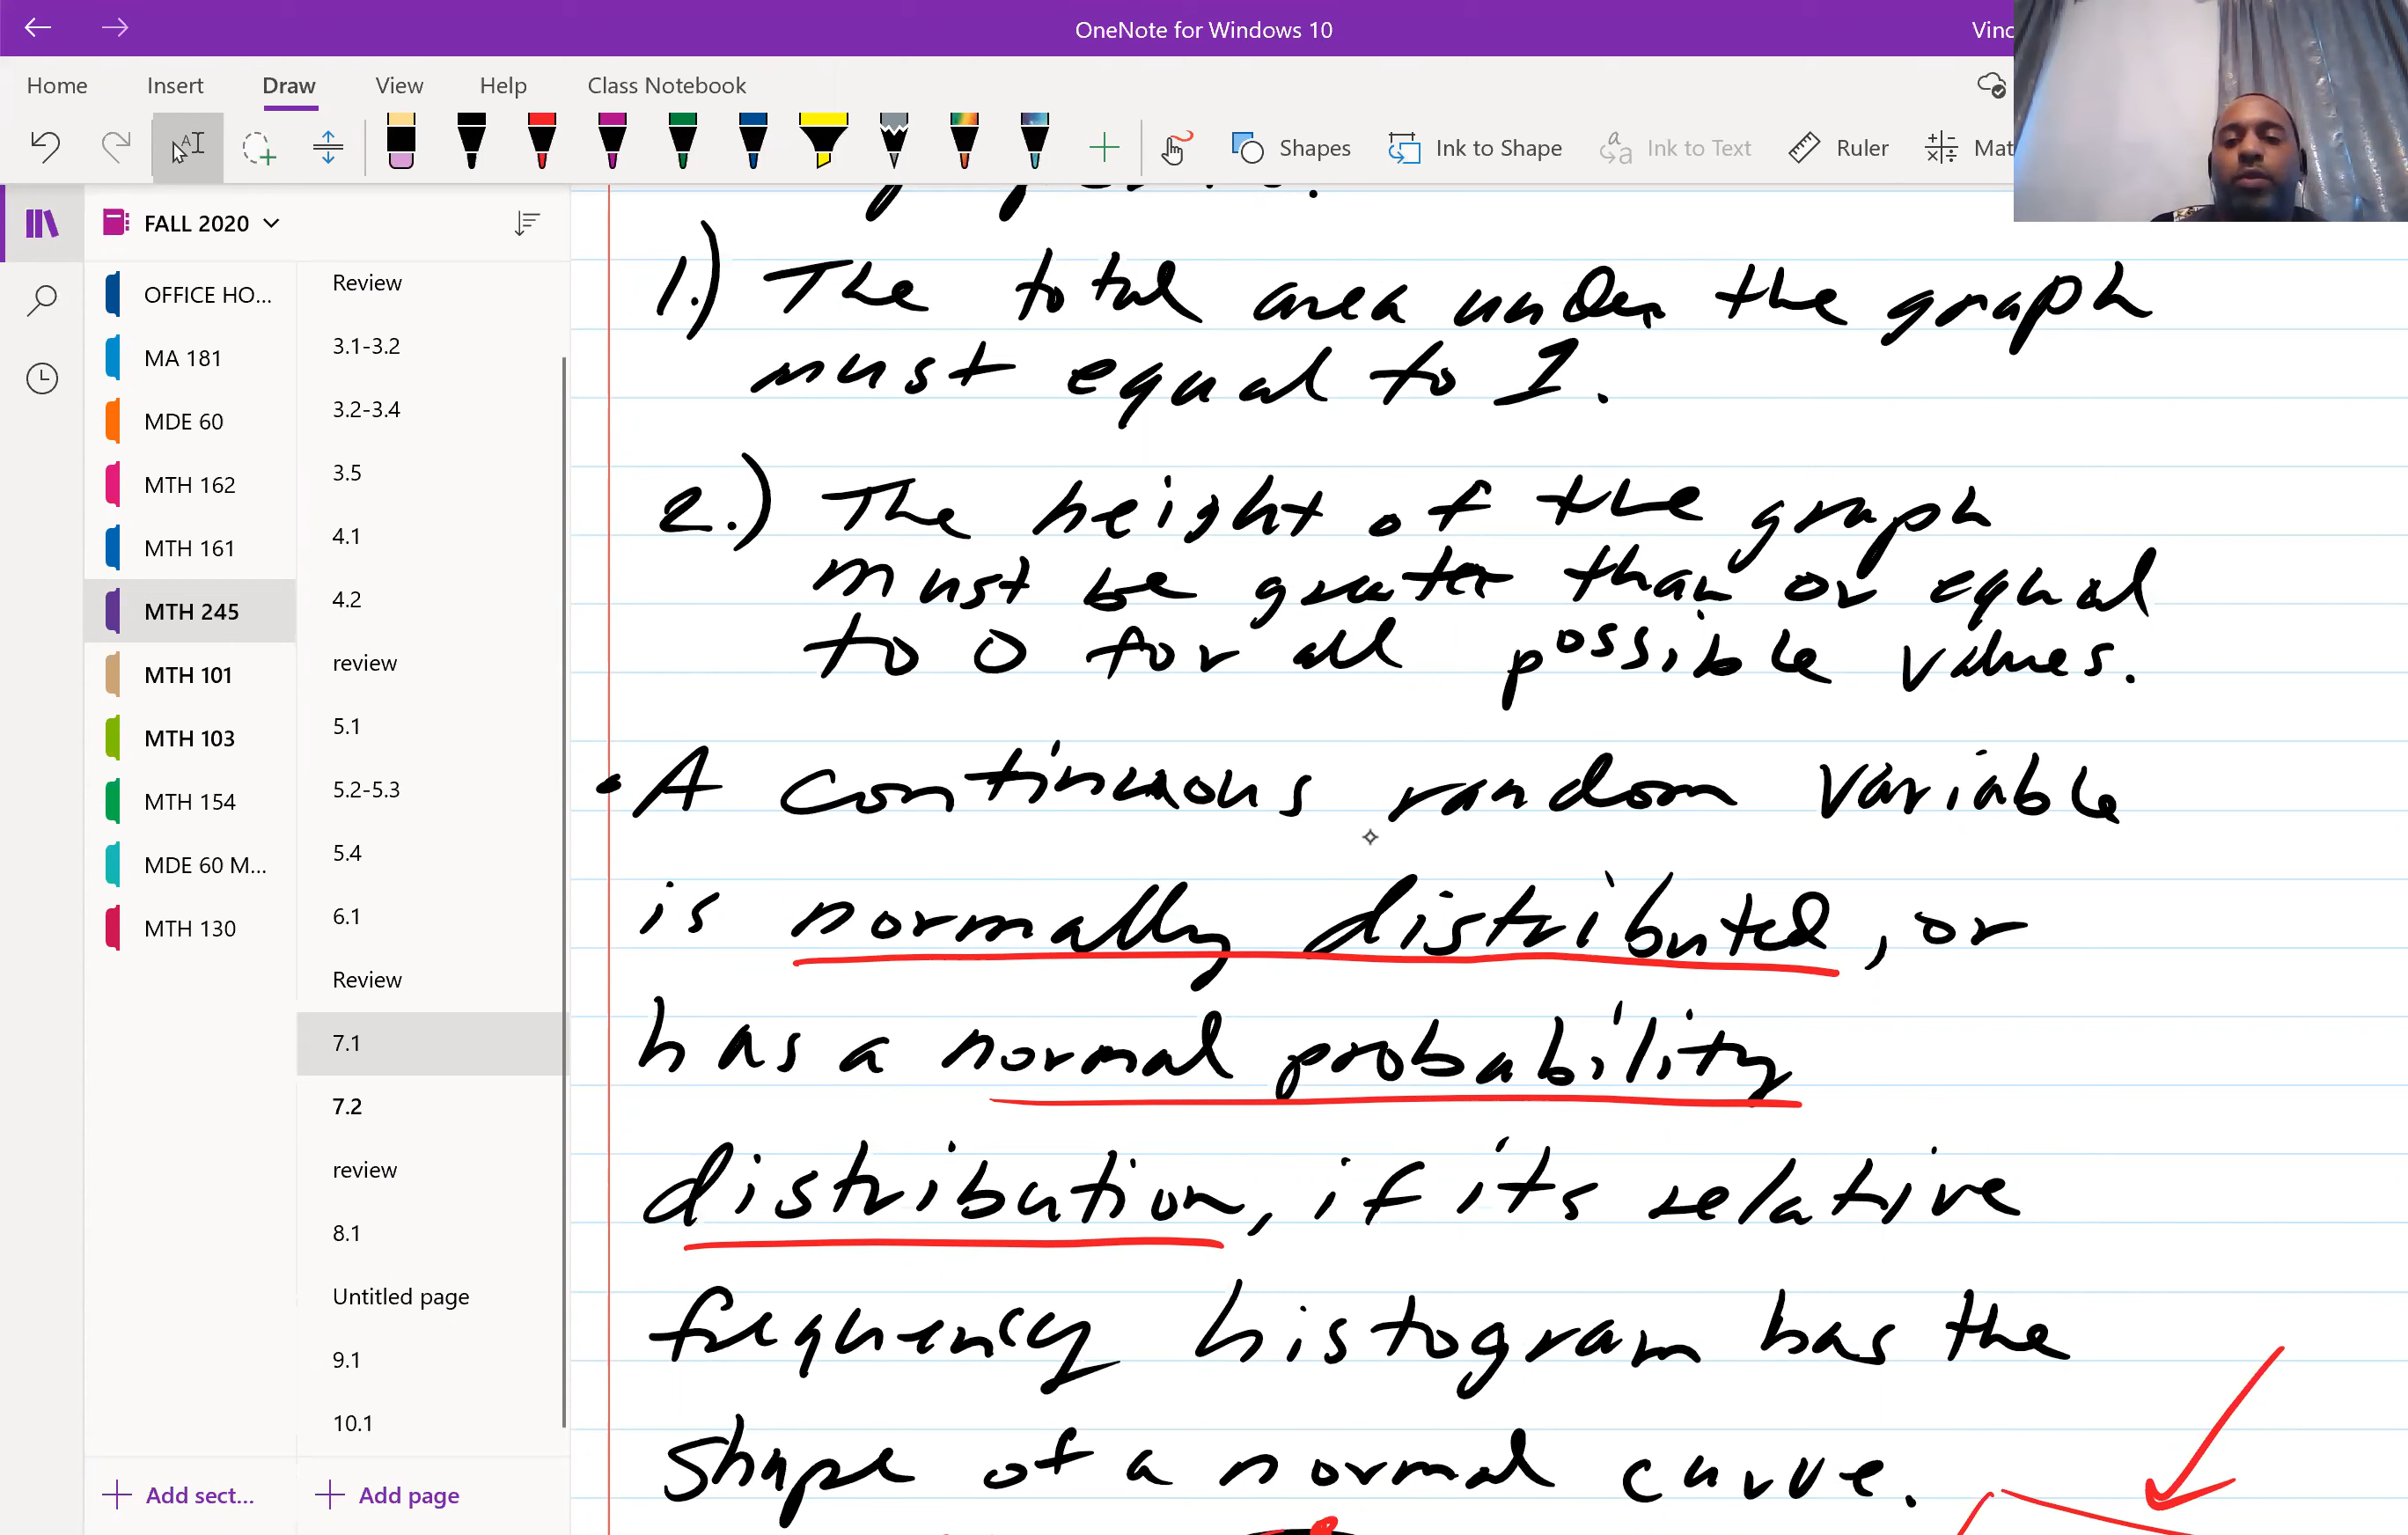 OneNote for Windows 10
Vinc
Home Insert Draw View Help Class Notebook
Shapes Ink to Shape Ink to Text Ruler Mat
FALL 2020
OFFICE HO...
MA 181
MDE 60
MTH 162
MTH 161
MTH 245
MTH 101
MTH 103
MTH 154
MDE 60 M...
MTH 130
Add sect...
Review
3.1-3.2
3.2-3.4
3.5
4.1
4.2
review
5.1
5.2-5.3
5.4
6.1
Review
7.1
7.2
review
8.1
Untitled page
9.1
10.1
Add page
1.) The total area under the graph
must equal to 1.
2.) The height of the graph
must be greater than or equal
to 0 for all possible values.
• A continuous random variable
is normally distributed, or
has a normal probability
distribution, if its relative
frequency histogram has the
shape of a normal curve.